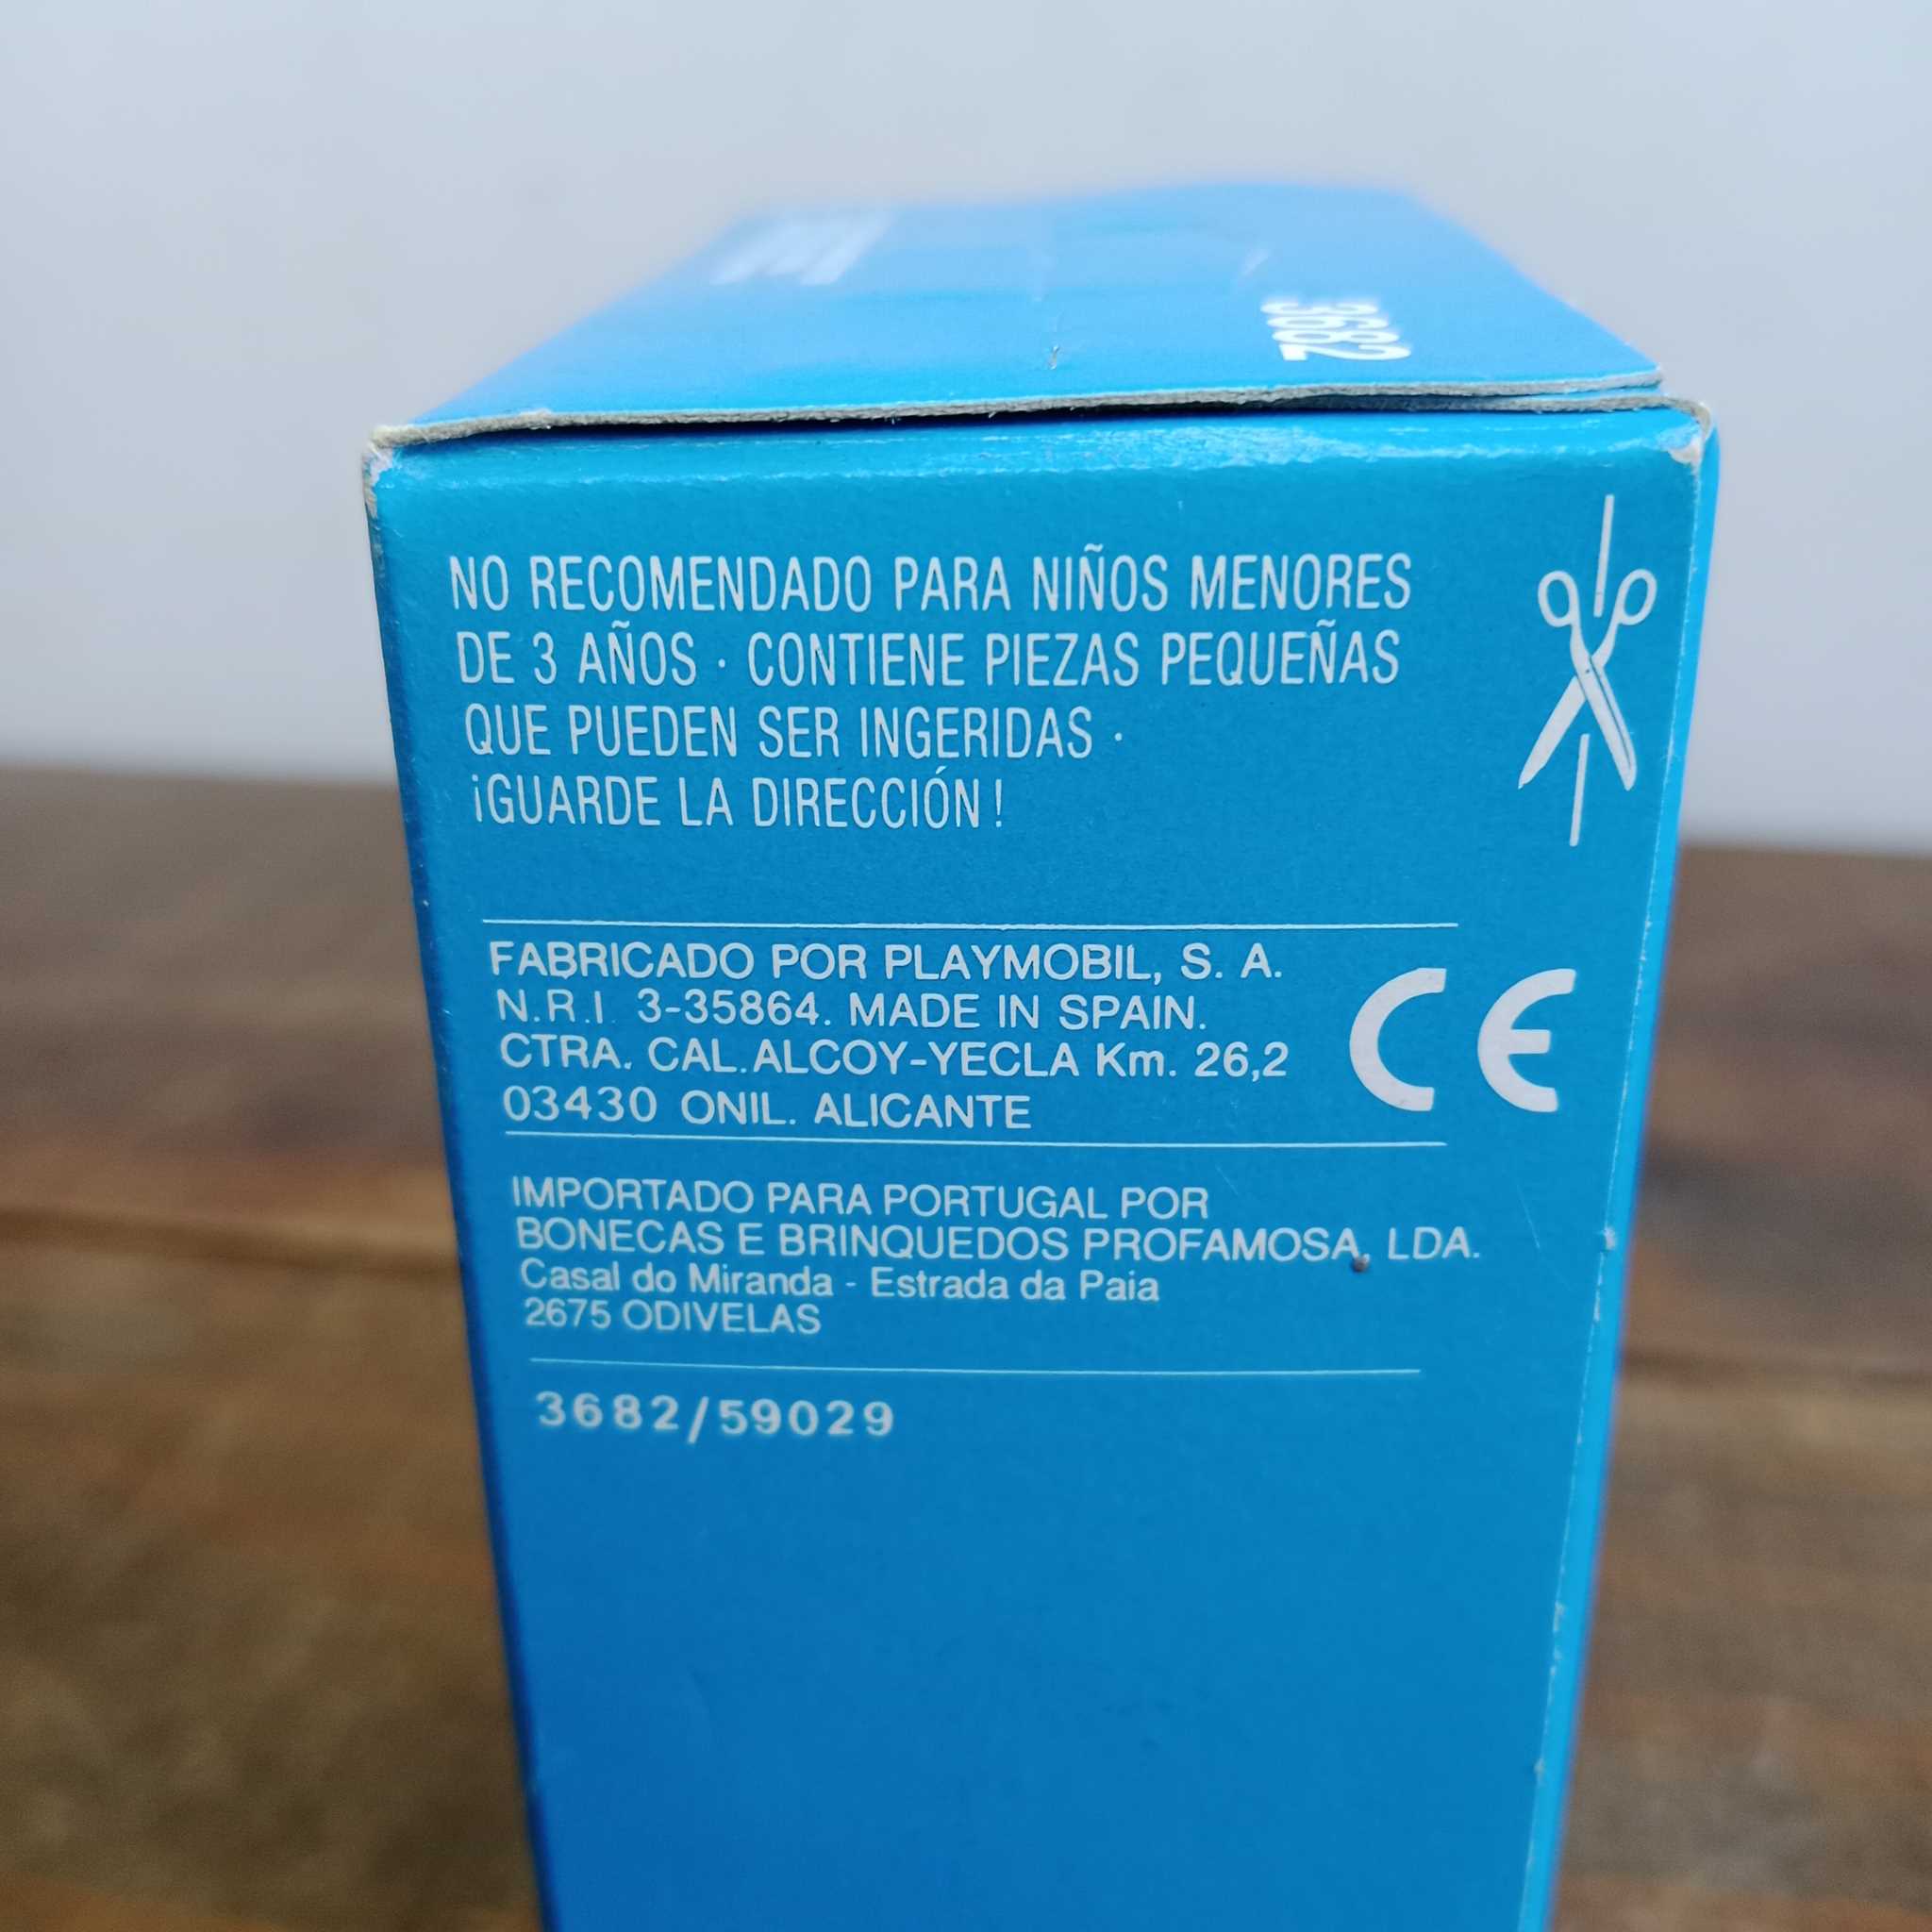 3682
NO RECOMENDADO PARA NIÑOS MENORES
DE 3 AÑOS · CONTIENE PIEZAS PEQUEÑAS
QUE PUEDEN SER INGERIDAS ·
¡GUARDE LA DIRECCIÓN!
FABRICADO POR PLAYMOBIL, S. A.
N.R.I. 3-35864. MADE IN SPAIN.
CTRA. CAL.ALCOY-YECLA Km. 26,2
03430 ONIL. ALICANTE
CE
IMPORTADO PARA PORTUGAL POR
BONECAS E BRINQUEDOS PROFAMOSA, LDA.
Casal do Miranda - Estrada da Paia
2675 ODIVELAS
3682/59029